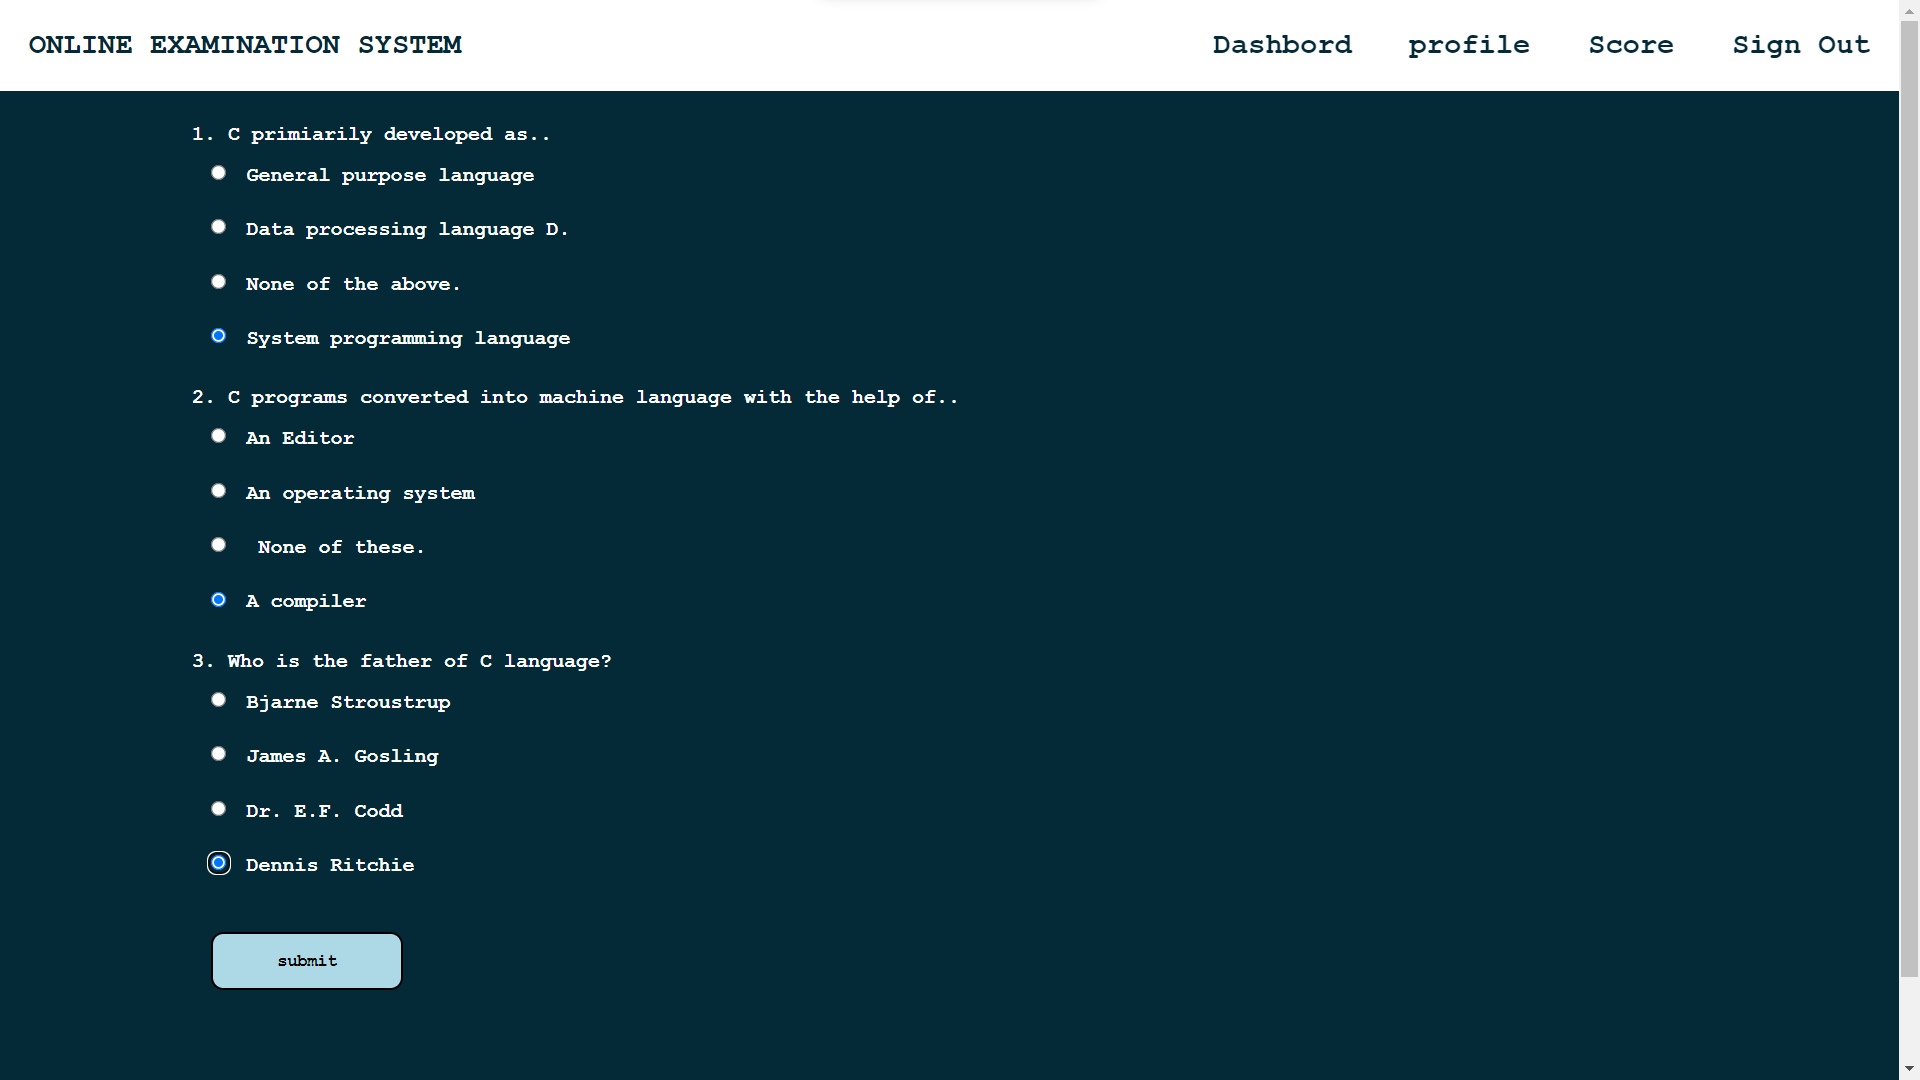 ONLINE EXAMINATION SYSTEM
Dashbord profile Score Sign Out
1. C primiarily developed as..
General purpose language
Data processing language D.
None of the above.
System programming language
2. C programs converted into machine language with the help of..
An Editor
An operating system
None of these.
A compiler
3. Who is the father of C language?
Bjarne Stroustrup
James A. Gosling
Dr. E.F. Codd
Dennis Ritchie
submit